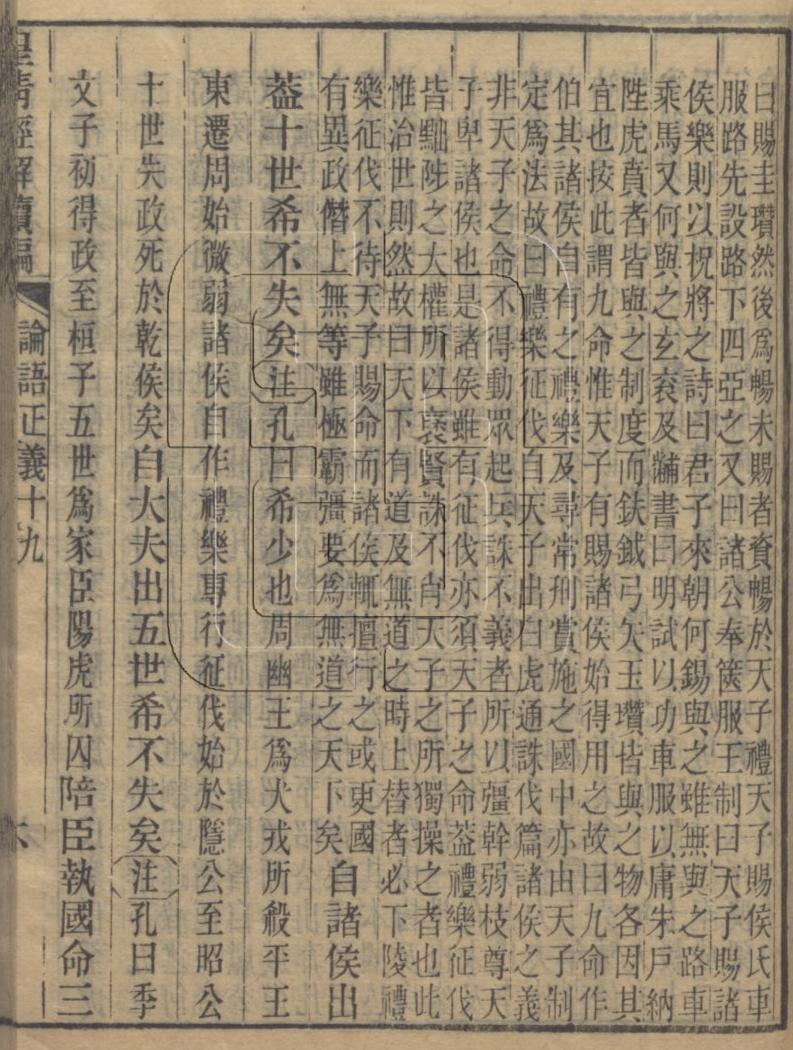 曰賜圭瓚然後爲暢未賜者資暢於天子禮天子賜侯氏車
服路先設路下四亞之又曰諸公奉篋服王制曰天子賜諸
侯樂則以柷將之詩曰君子來朝何錫與之雖無與之路車
乘馬又何與之玄袞及黼書曰明試以功車服以庸朱戶納
陛虎賁者皆與之制度而鈇鉞弓矢玉瓚皆與之物各因其
宜也按此謂九命惟天子有賜諸侯始得用之故曰九命作
伯其諸侯自有之禮樂及尋常刑賞施之國中亦由天子制
定爲法故曰禮樂征伐自天子出白虎通誅伐篇諸侯之義
非天子之命不得動眾起兵誅不義者所以彊幹弱枝尊天
子卑諸侯也是諸侯雖有征伐亦須天子之命葢禮樂征伐
皆黜陟之大權所以襃賢誅不肖天子之所獨操之者也此
惟治世則然故曰天下有道及無道之時上替者必下陵禮
樂征伐不待天子賜命而諸侯輒擅行之或更國
有異政僭上無等雖極霸彊要爲無道之天下矣
自諸侯出
葢十世希不失矣注孔曰希少也周幽王爲犬戎所殺平王
東遷周始微弱諸侯自作禮樂專行征伐始於隱公至昭公
十世失政死於乾侯矣自大夫出五世希不失矣注孔曰季
文子初得政至桓子五世爲家臣陽虎所囚陪臣執國命三
皇清經解續編 論語正義十九 六